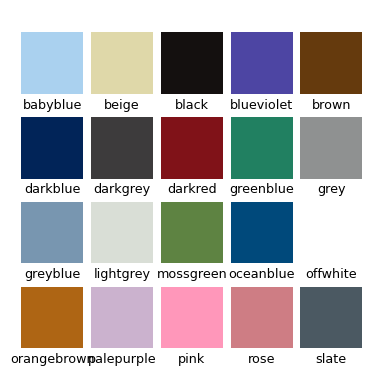 babyblue beige black blueviolet brown
darkblue darkgrey darkred greenblue grey
greyblue lightgrey mossgreen oceanblue offwhite
orangebrown palepurple pink rose slate